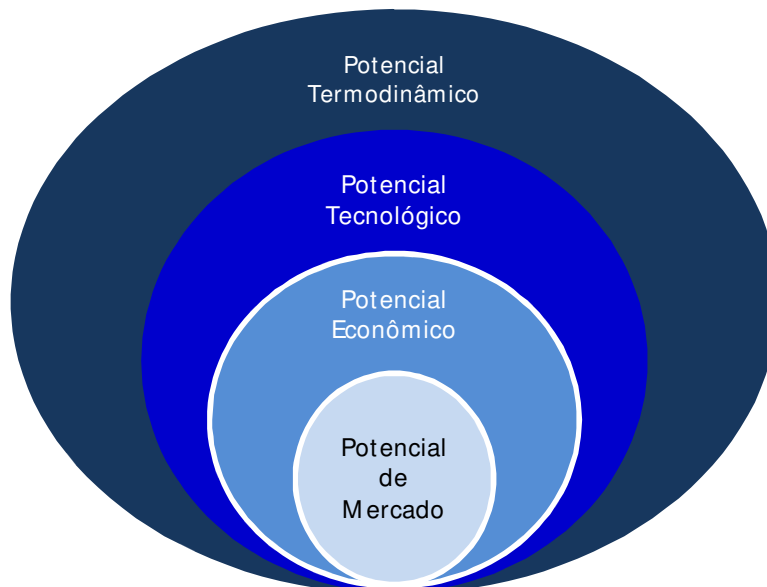 Potencial
Termodinâmico
Potencial
Tecnológico
Potencial
Econômico
Potencial
de
Mercado